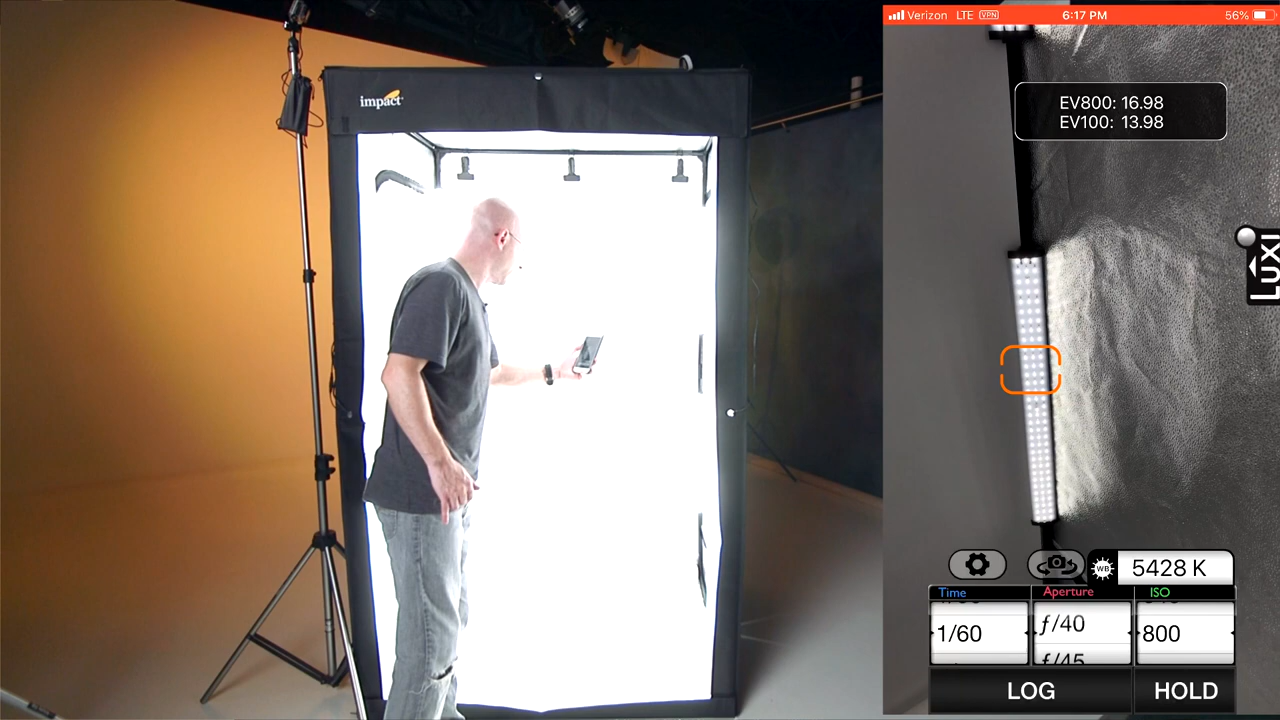 impact
Verizon LTE VPN 6:17 PM 56%
EV800: 16.98
EV100: 13.98
LUXI
WB 5428 K
Time Aperture ISO
1/60 ƒ/40 800
ƒ/45
LOG HOLD